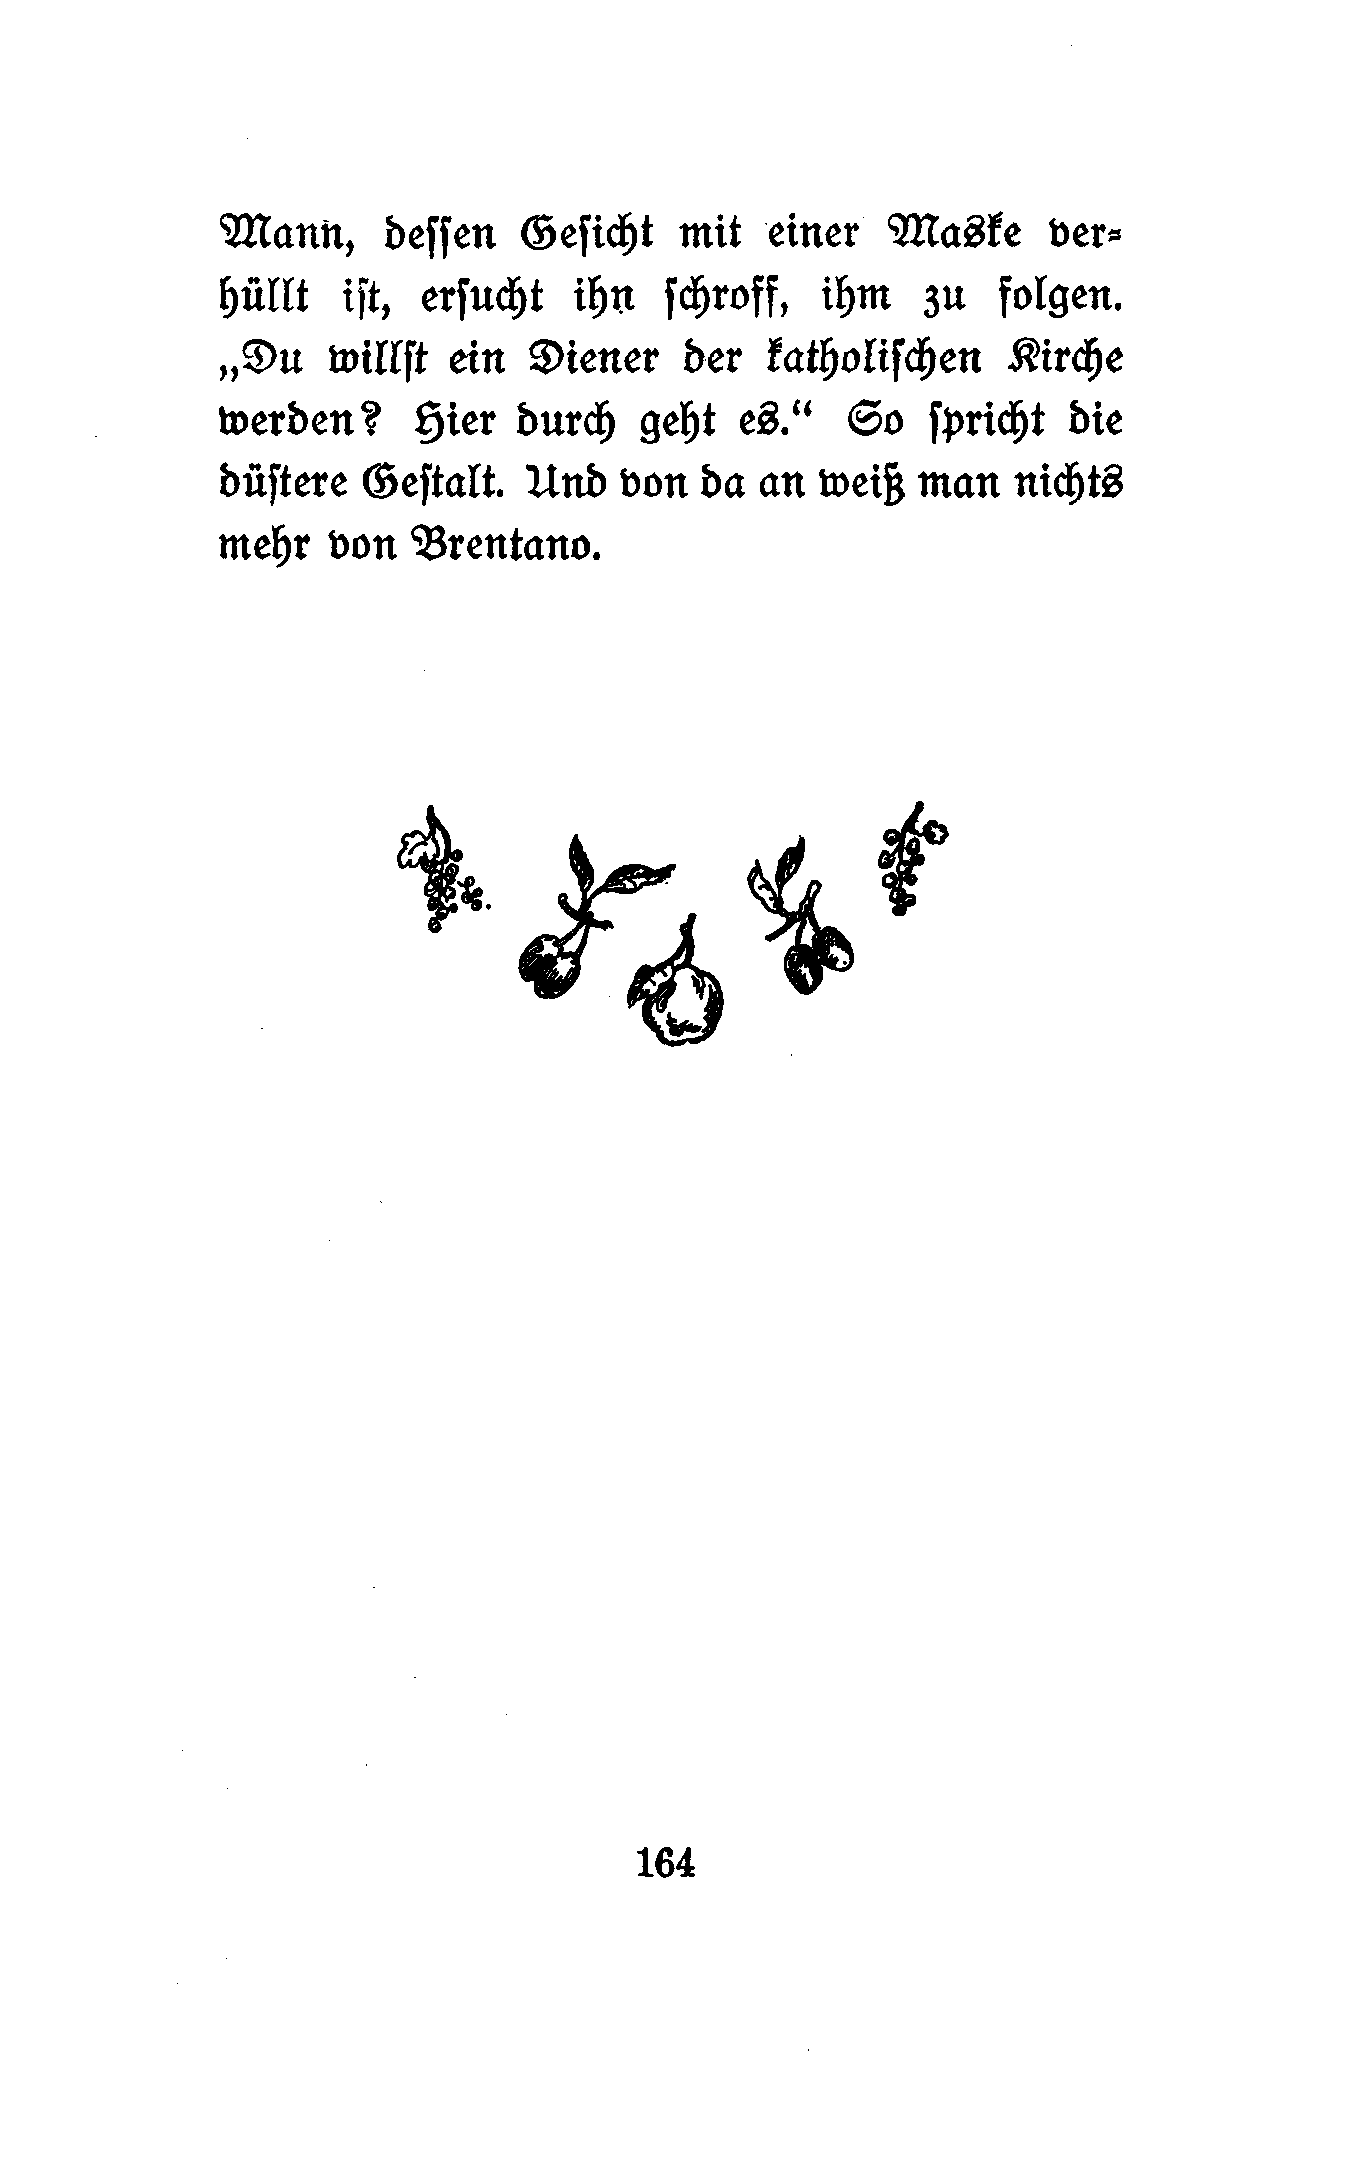 Mann, deſſen Geſicht mit einer Maske ver-
hüllt iſt, erſucht ihn ſchroff, ihm zu folgen.
„Du willſt ein Diener der katholiſchen Kirche
werden? Hier durch geht es.“ So ſpricht die
düſtere Geſtalt. Und von da an weiß man nichts
mehr von Brentano.
164